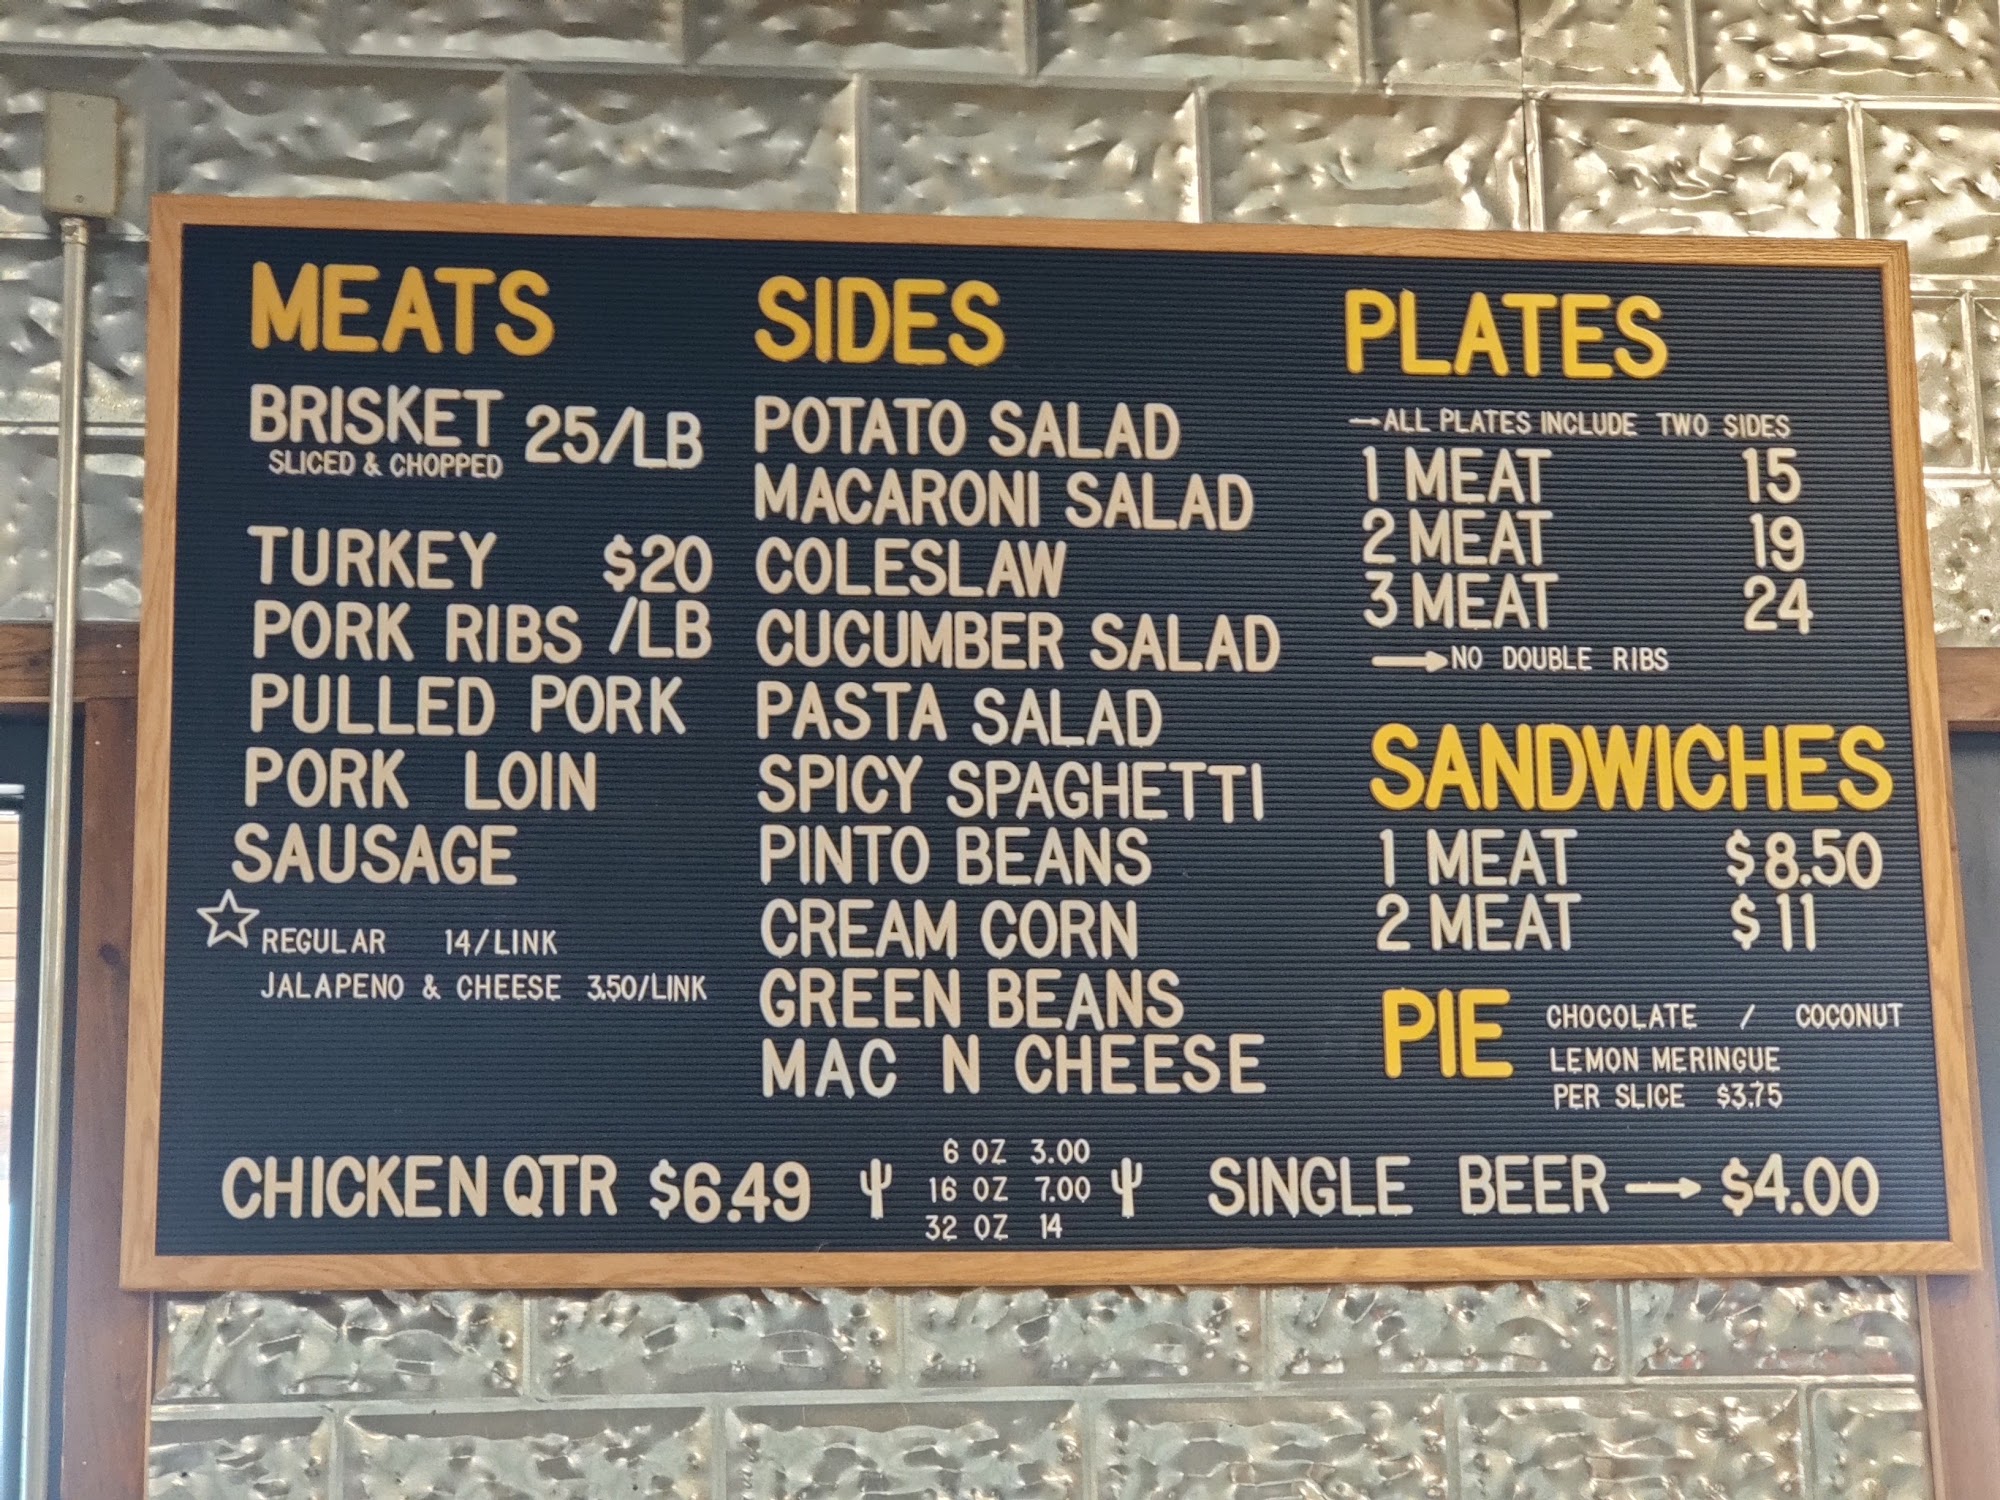 MEATS
BRISKET 25/LB
SLICED & CHOPPED
TURKEY $20
PORK RIBS /LB
PULLED PORK
PORK LOIN
SAUSAGE
REGULAR 14/LINK
JALAPENO & CHEESE 3.50/LINK
SIDES
POTATO SALAD
MACARONI SALAD
COLESLAW
CUCUMBER SALAD
PASTA SALAD
SPICY SPAGHETTI
PINTO BEANS
CREAM CORN
GREEN BEANS
MAC N CHEESE
PLATES
→ALL PLATES INCLUDE TWO SIDES
1 MEAT 15
2 MEAT 19
3 MEAT 24
→NO DOUBLE RIBS
SANDWICHES
1 MEAT $8.50
2 MEAT $11
PIE CHOCOLATE / COCONUT
LEMON MERINGUE
PER SLICE $3.75
CHICKEN QTR $6.49
6 OZ 3.00
16 OZ 7.00
32 OZ 14
SINGLE BEER → $4.00